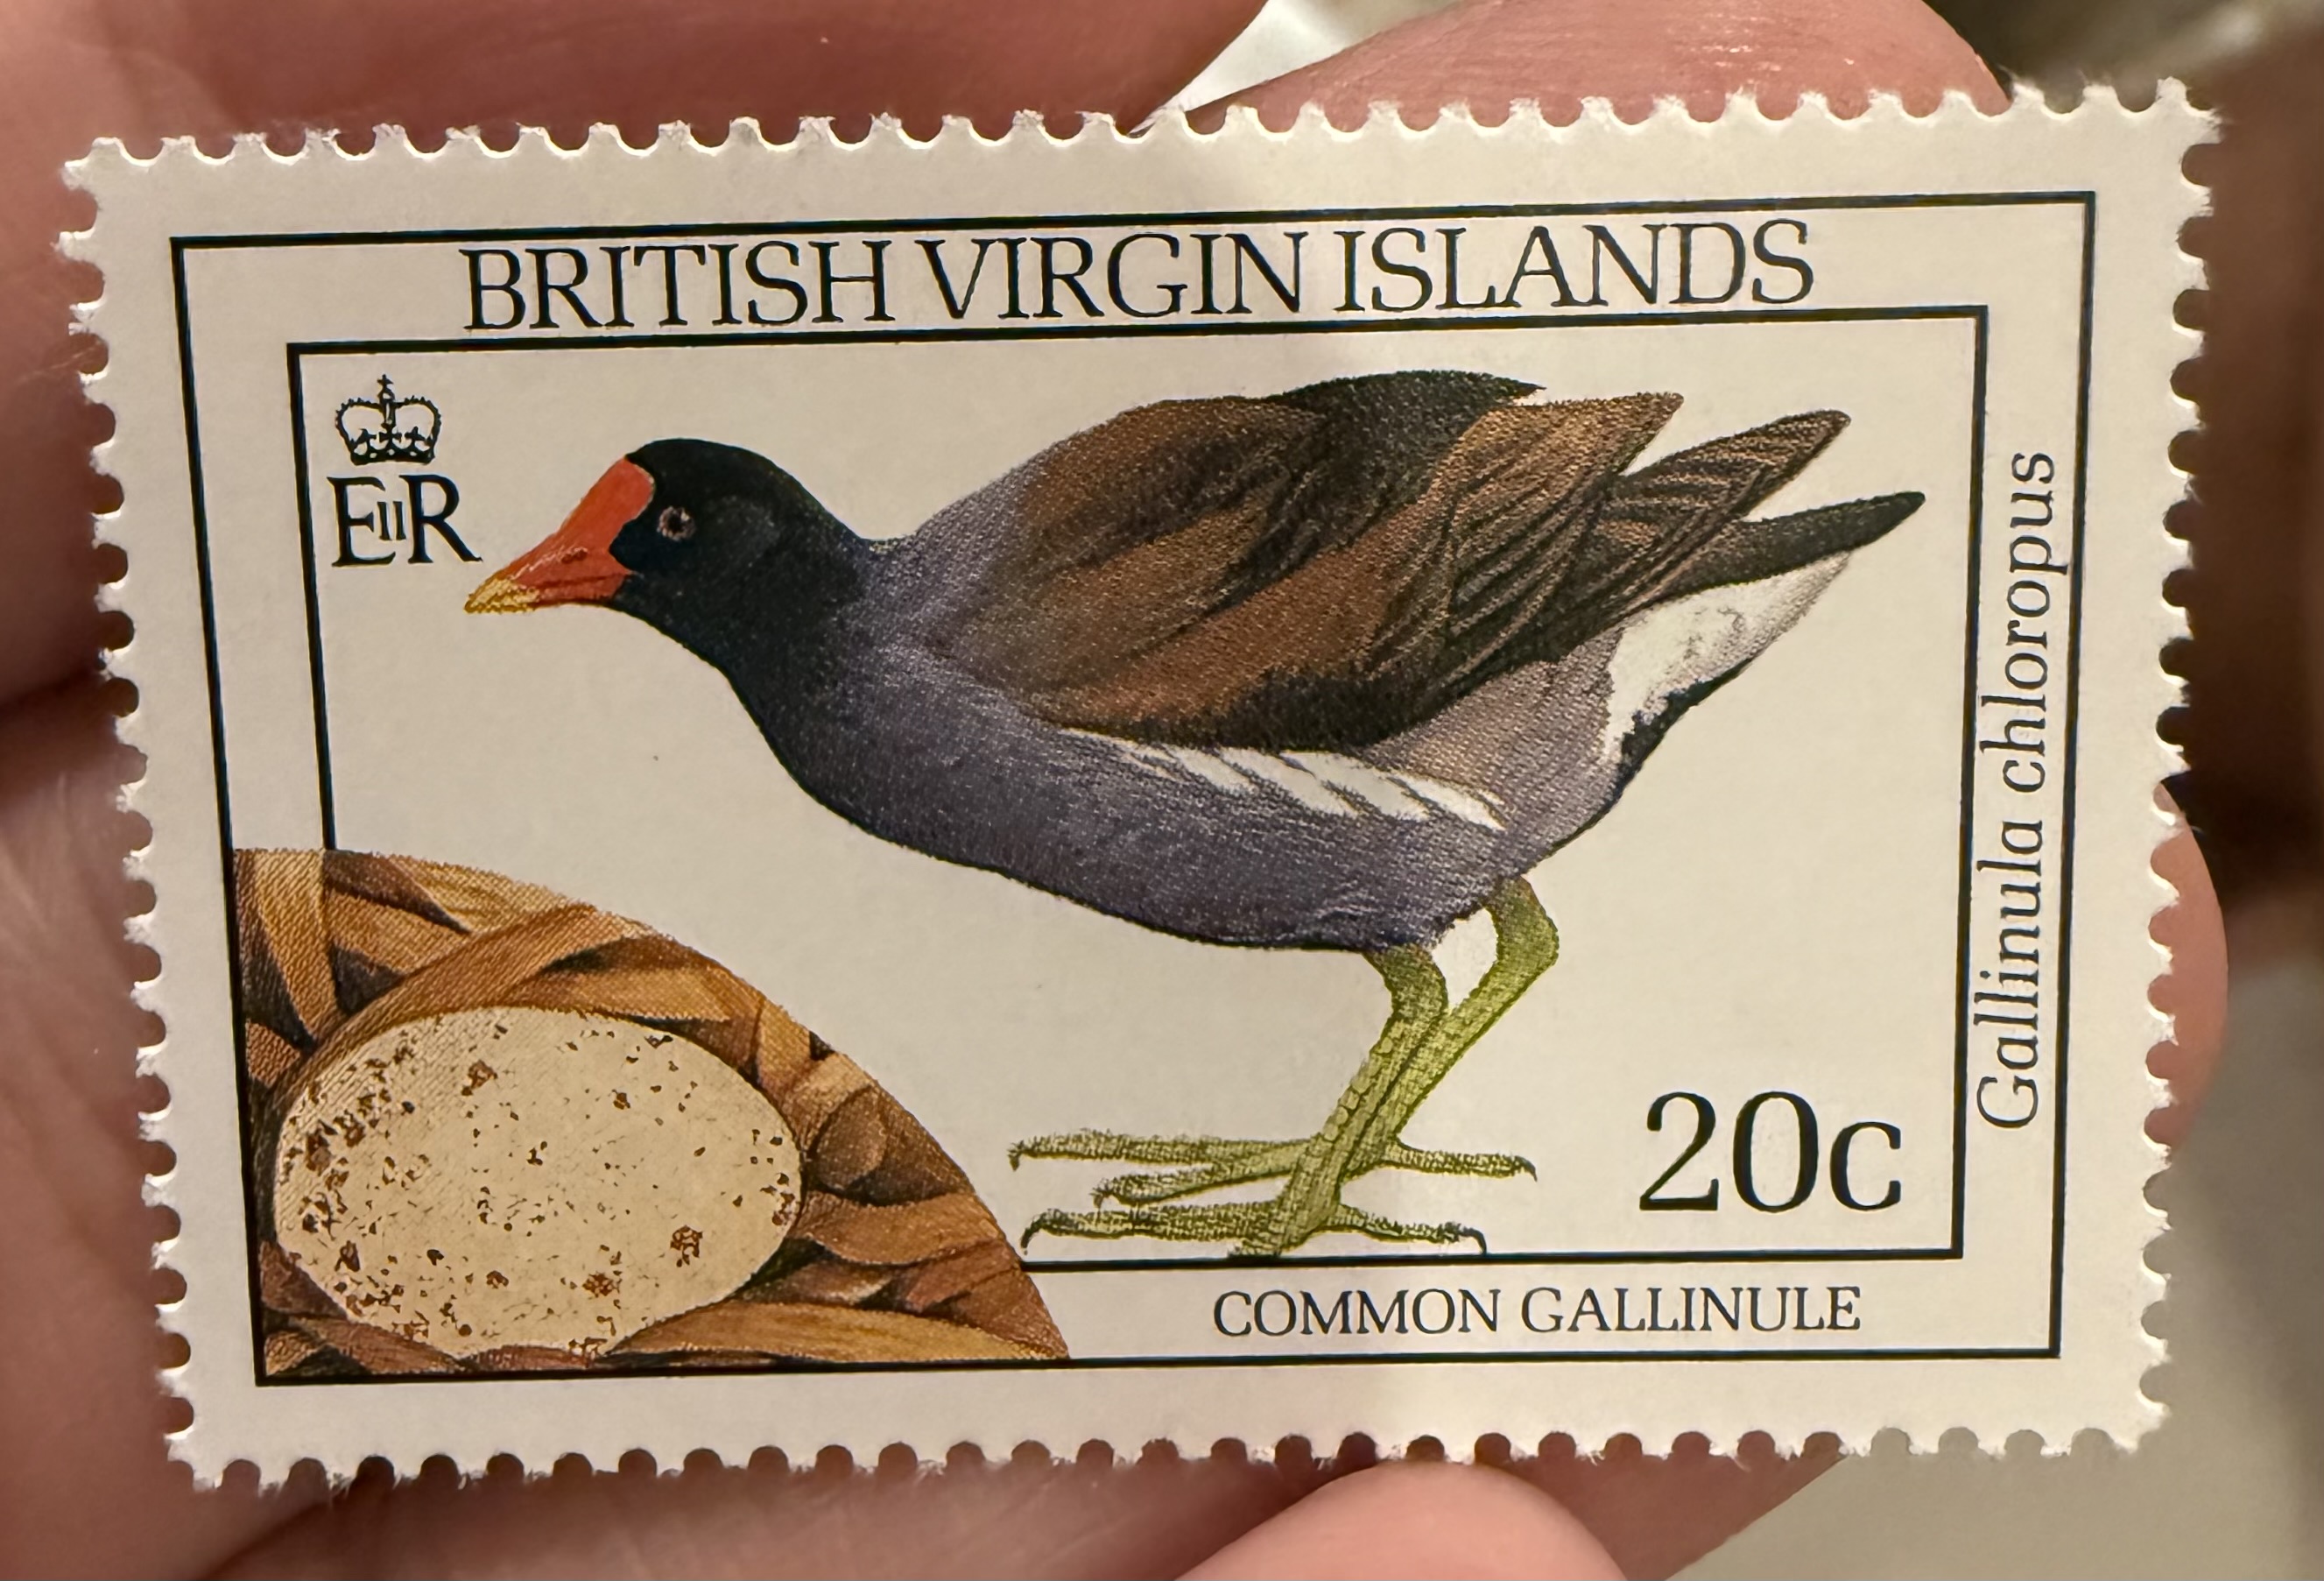 BRITISH VIRGIN ISLANDS
EIIR
Gallinula chloropus
20c
COMMON GALLINULE